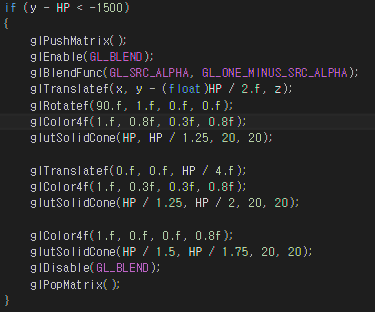 if (y - HP < -1500)
{
glPushMatrix();
glEnable(GL_BLEND);
glBlendFunc(GL_SRC_ALPHA, GL_ONE_MINUS_SRC_ALPHA);
glTranslatef(x, y - (float)HP / 2.f, z);
glRotatef(90.f, 1.f, 0.f, 0.f);
glColor4f(1.f, 0.8f, 0.3f, 0.8f);
glutSolidCone(HP, HP / 1.25, 20, 20);
glTranslatef(0.f, 0.f, HP / 4.f);
glColor4f(1.f, 0.3f, 0.3f, 0.8f);
glutSolidCone(HP / 1.25, HP / 2, 20, 20);
glColor4f(1.f, 0.f, 0.f, 0.8f);
glutSolidCone(HP / 1.5, HP / 1.75, 20, 20);
glDisable(GL_BLEND);
glPopMatrix();
}